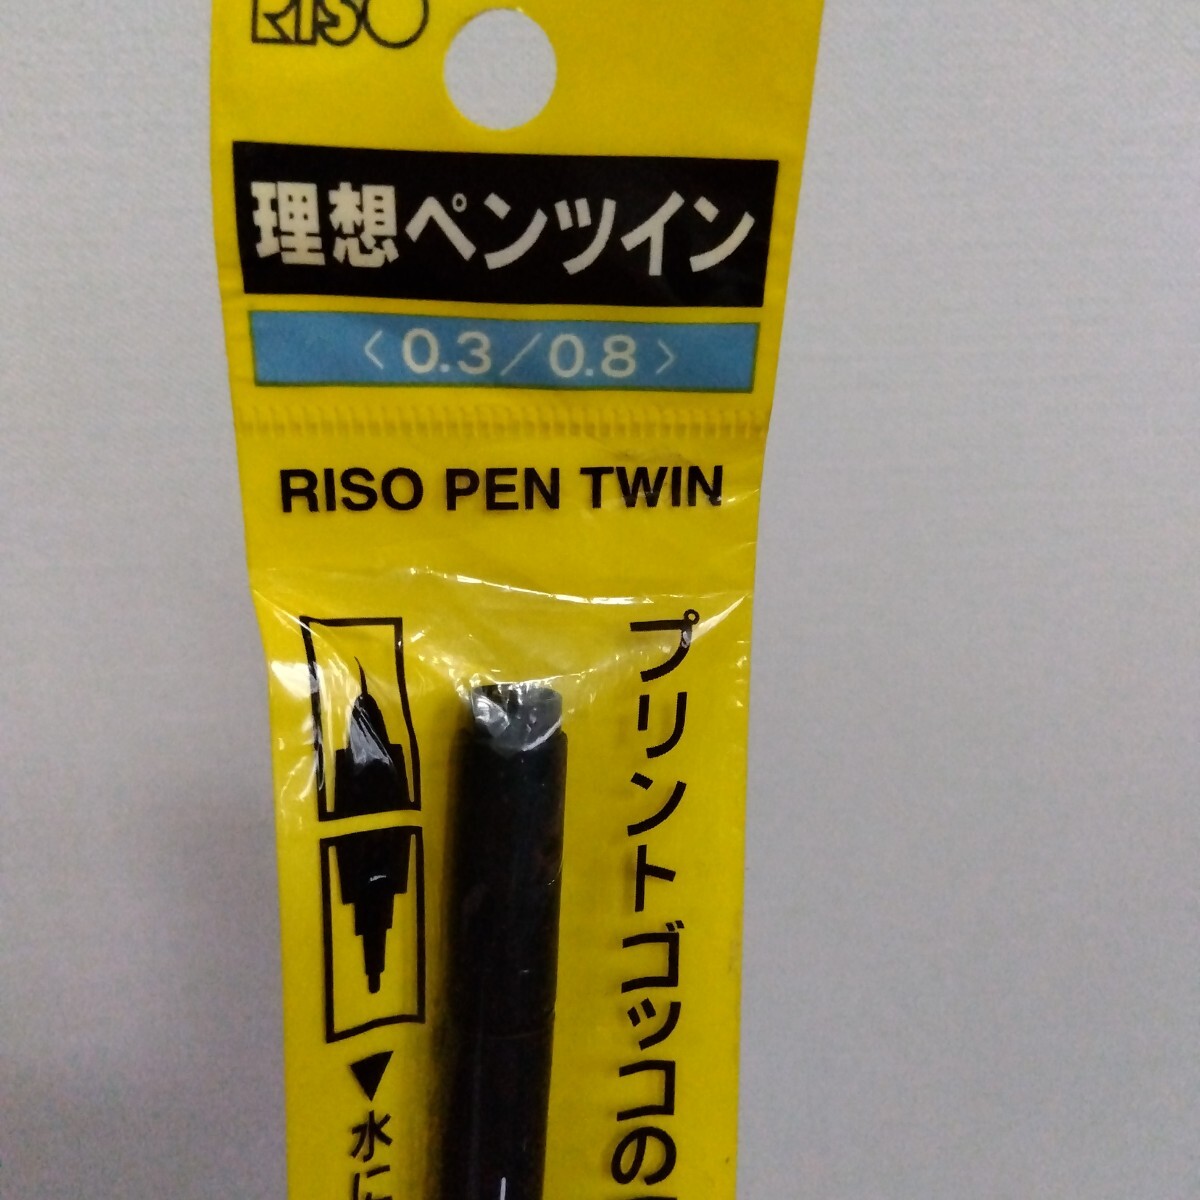 RISO
理想ペンツイン
〈 0.3／0.8 〉
RISO PEN TWIN
プリントゴッコの
▼水に